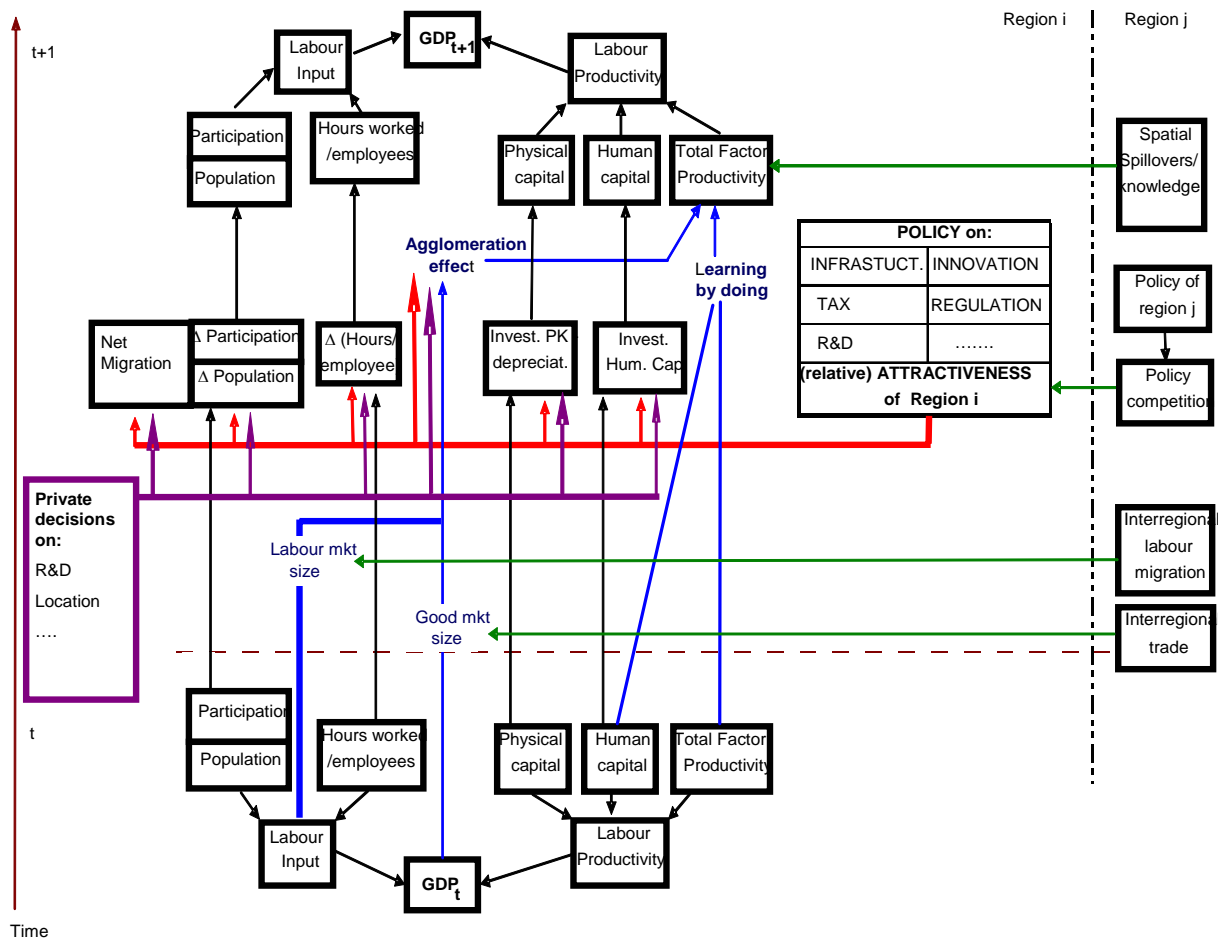 Region i
Region j
t+1
Labour
Input
GDP
t+1
Labour
Productivity
Participation
Population
Hours worked
/employees
Physical
capital
Human
capital
Total Factor
Productivity
Spatial
Spillovers/
knowledge
Agglomeration
effect
Learning
by doing
POLICY on:
INFRASTUCT.
INNOVATION
TAX
REGULATION
R&D
…….
(relative) ATTRACTIVENESS
of Region i
Policy of
region j
Policy
competition
Net
Migration
Δ Participation
Δ Population
Δ (Hours/
employee
Invest. PK
depreciat.
Invest.
Hum. Cap
Private
decisions
on:
R&D
Location
….
Labour mkt
size
Good mkt
size
Interregional
labour
migration
Interregional
trade
t
Participation
Population
Hours worked
/employees
Physical
capital
Human
capital
Total Factor
Productivity
Labour
Input
GDP
t
Labour
Productivity
Time